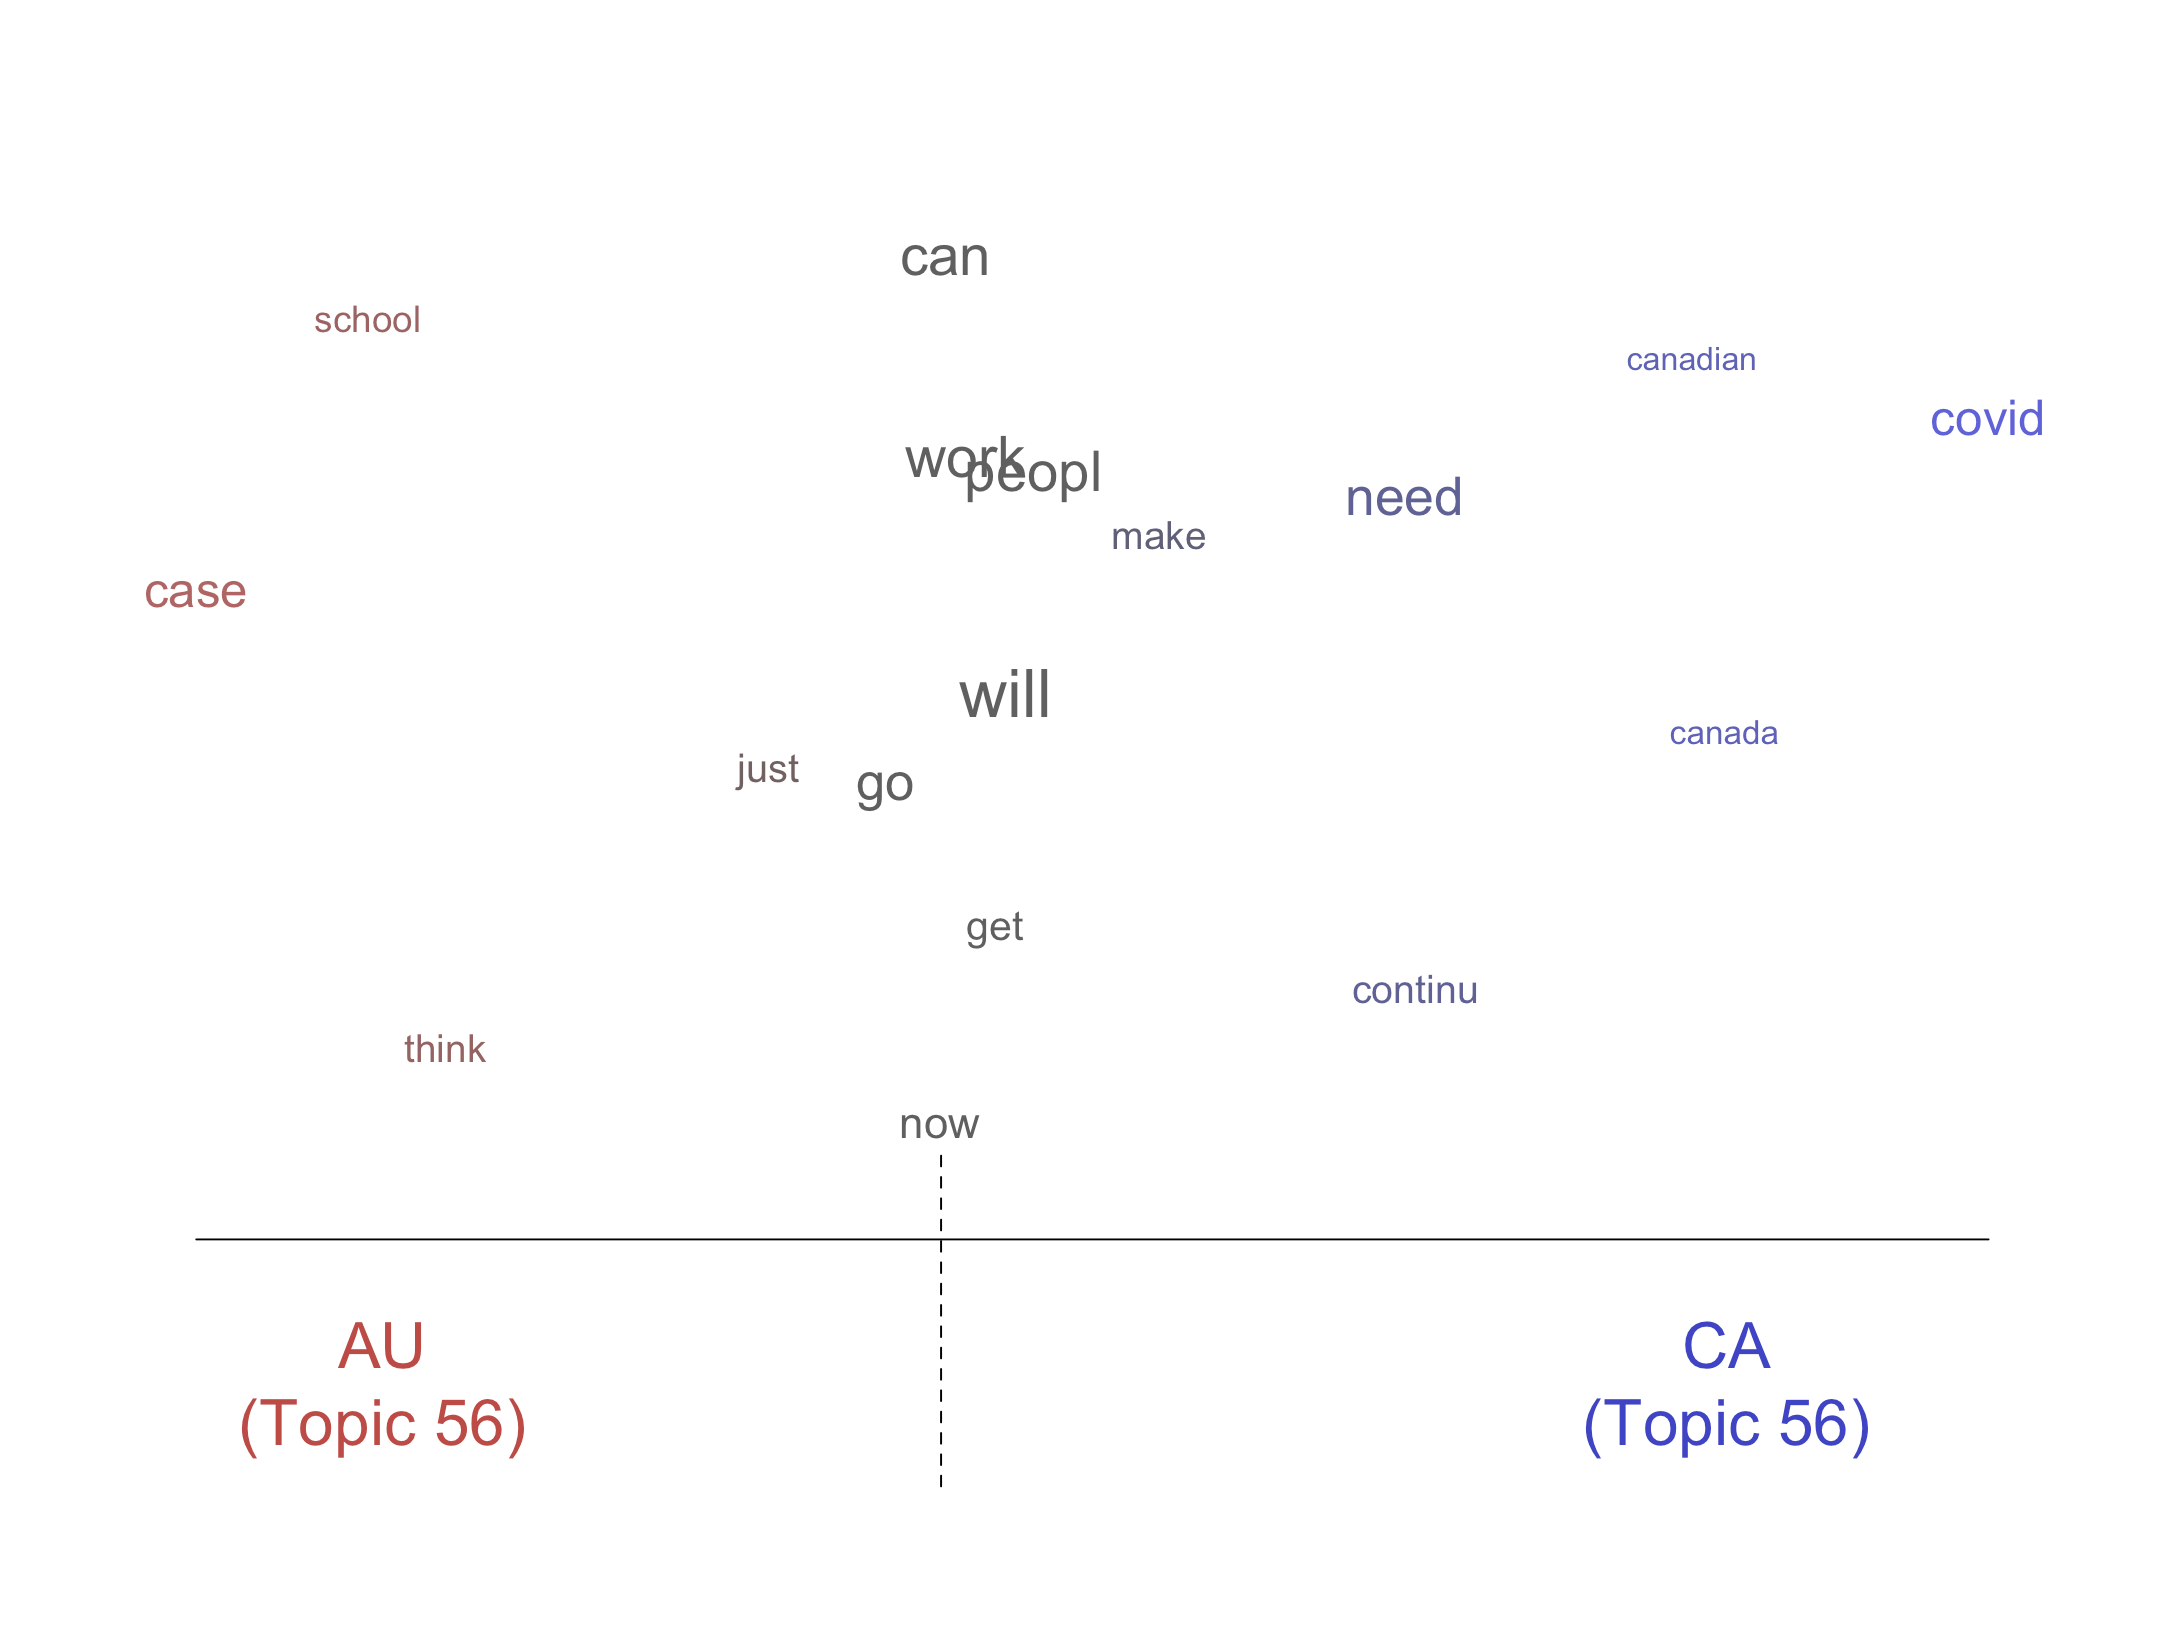 can
school
canadian
covid
work
peopl
need
make
case
will
canada
just
go
get
continu
think
now
AU
(Topic 56)
CA
(Topic 56)